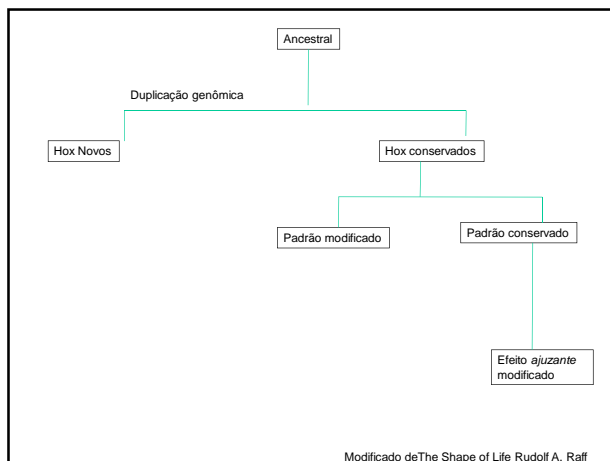 Ancestral
Duplicação genômica
Hox Novos
Hox conservados
Padrão modificado
Padrão conservado
Efeito ajuzante
modificado
Modificado deThe Shape of Life Rudolf A. Raff